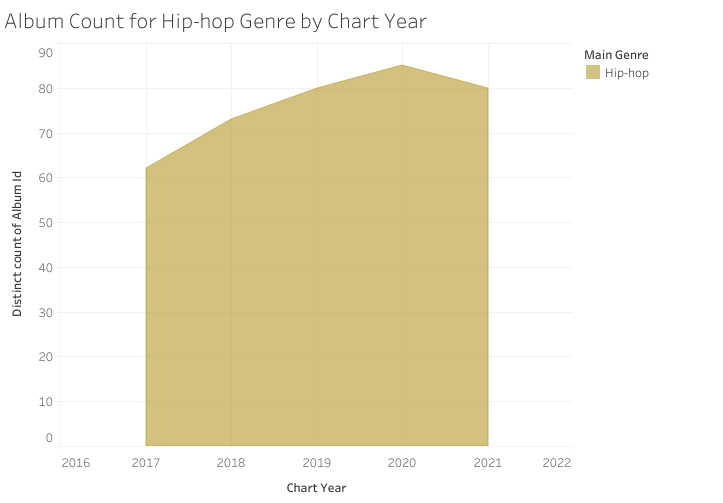 Album Count for Hip-hop Genre by Chart Year
Main Genre
Hip-hop
Distinct count of Album Id
90
80
70
60
50
40
30
20
10
0
2016 2017 2018 2019 2020 2021 2022
Chart Year